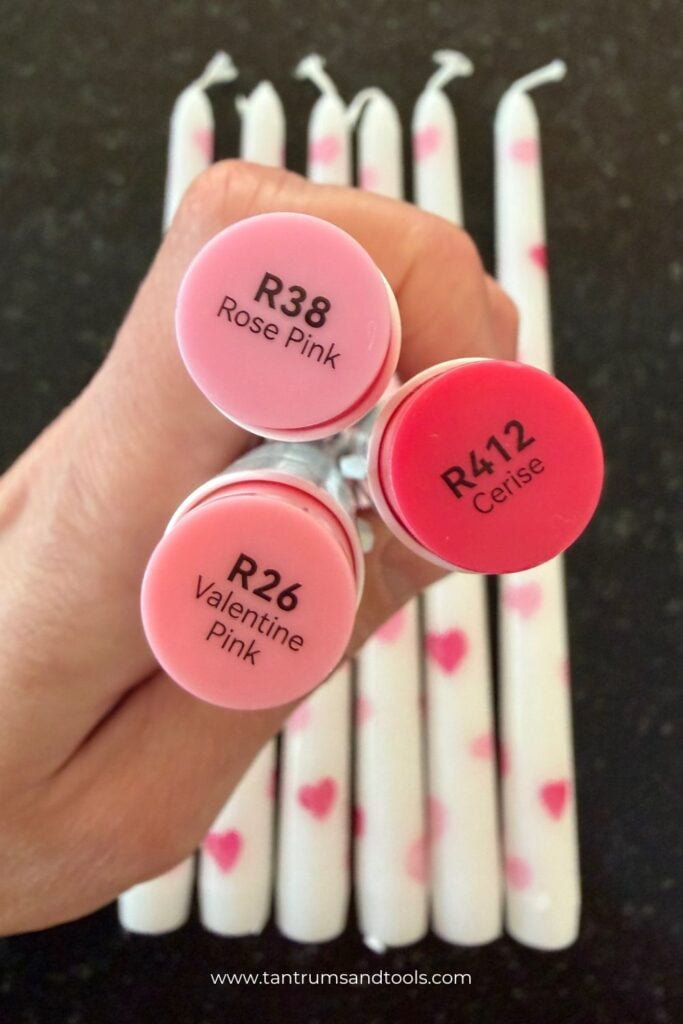 R38
Rose Pink
R412
Cerise
R26
Valentine
Pink
www.tantrumsandtools.com